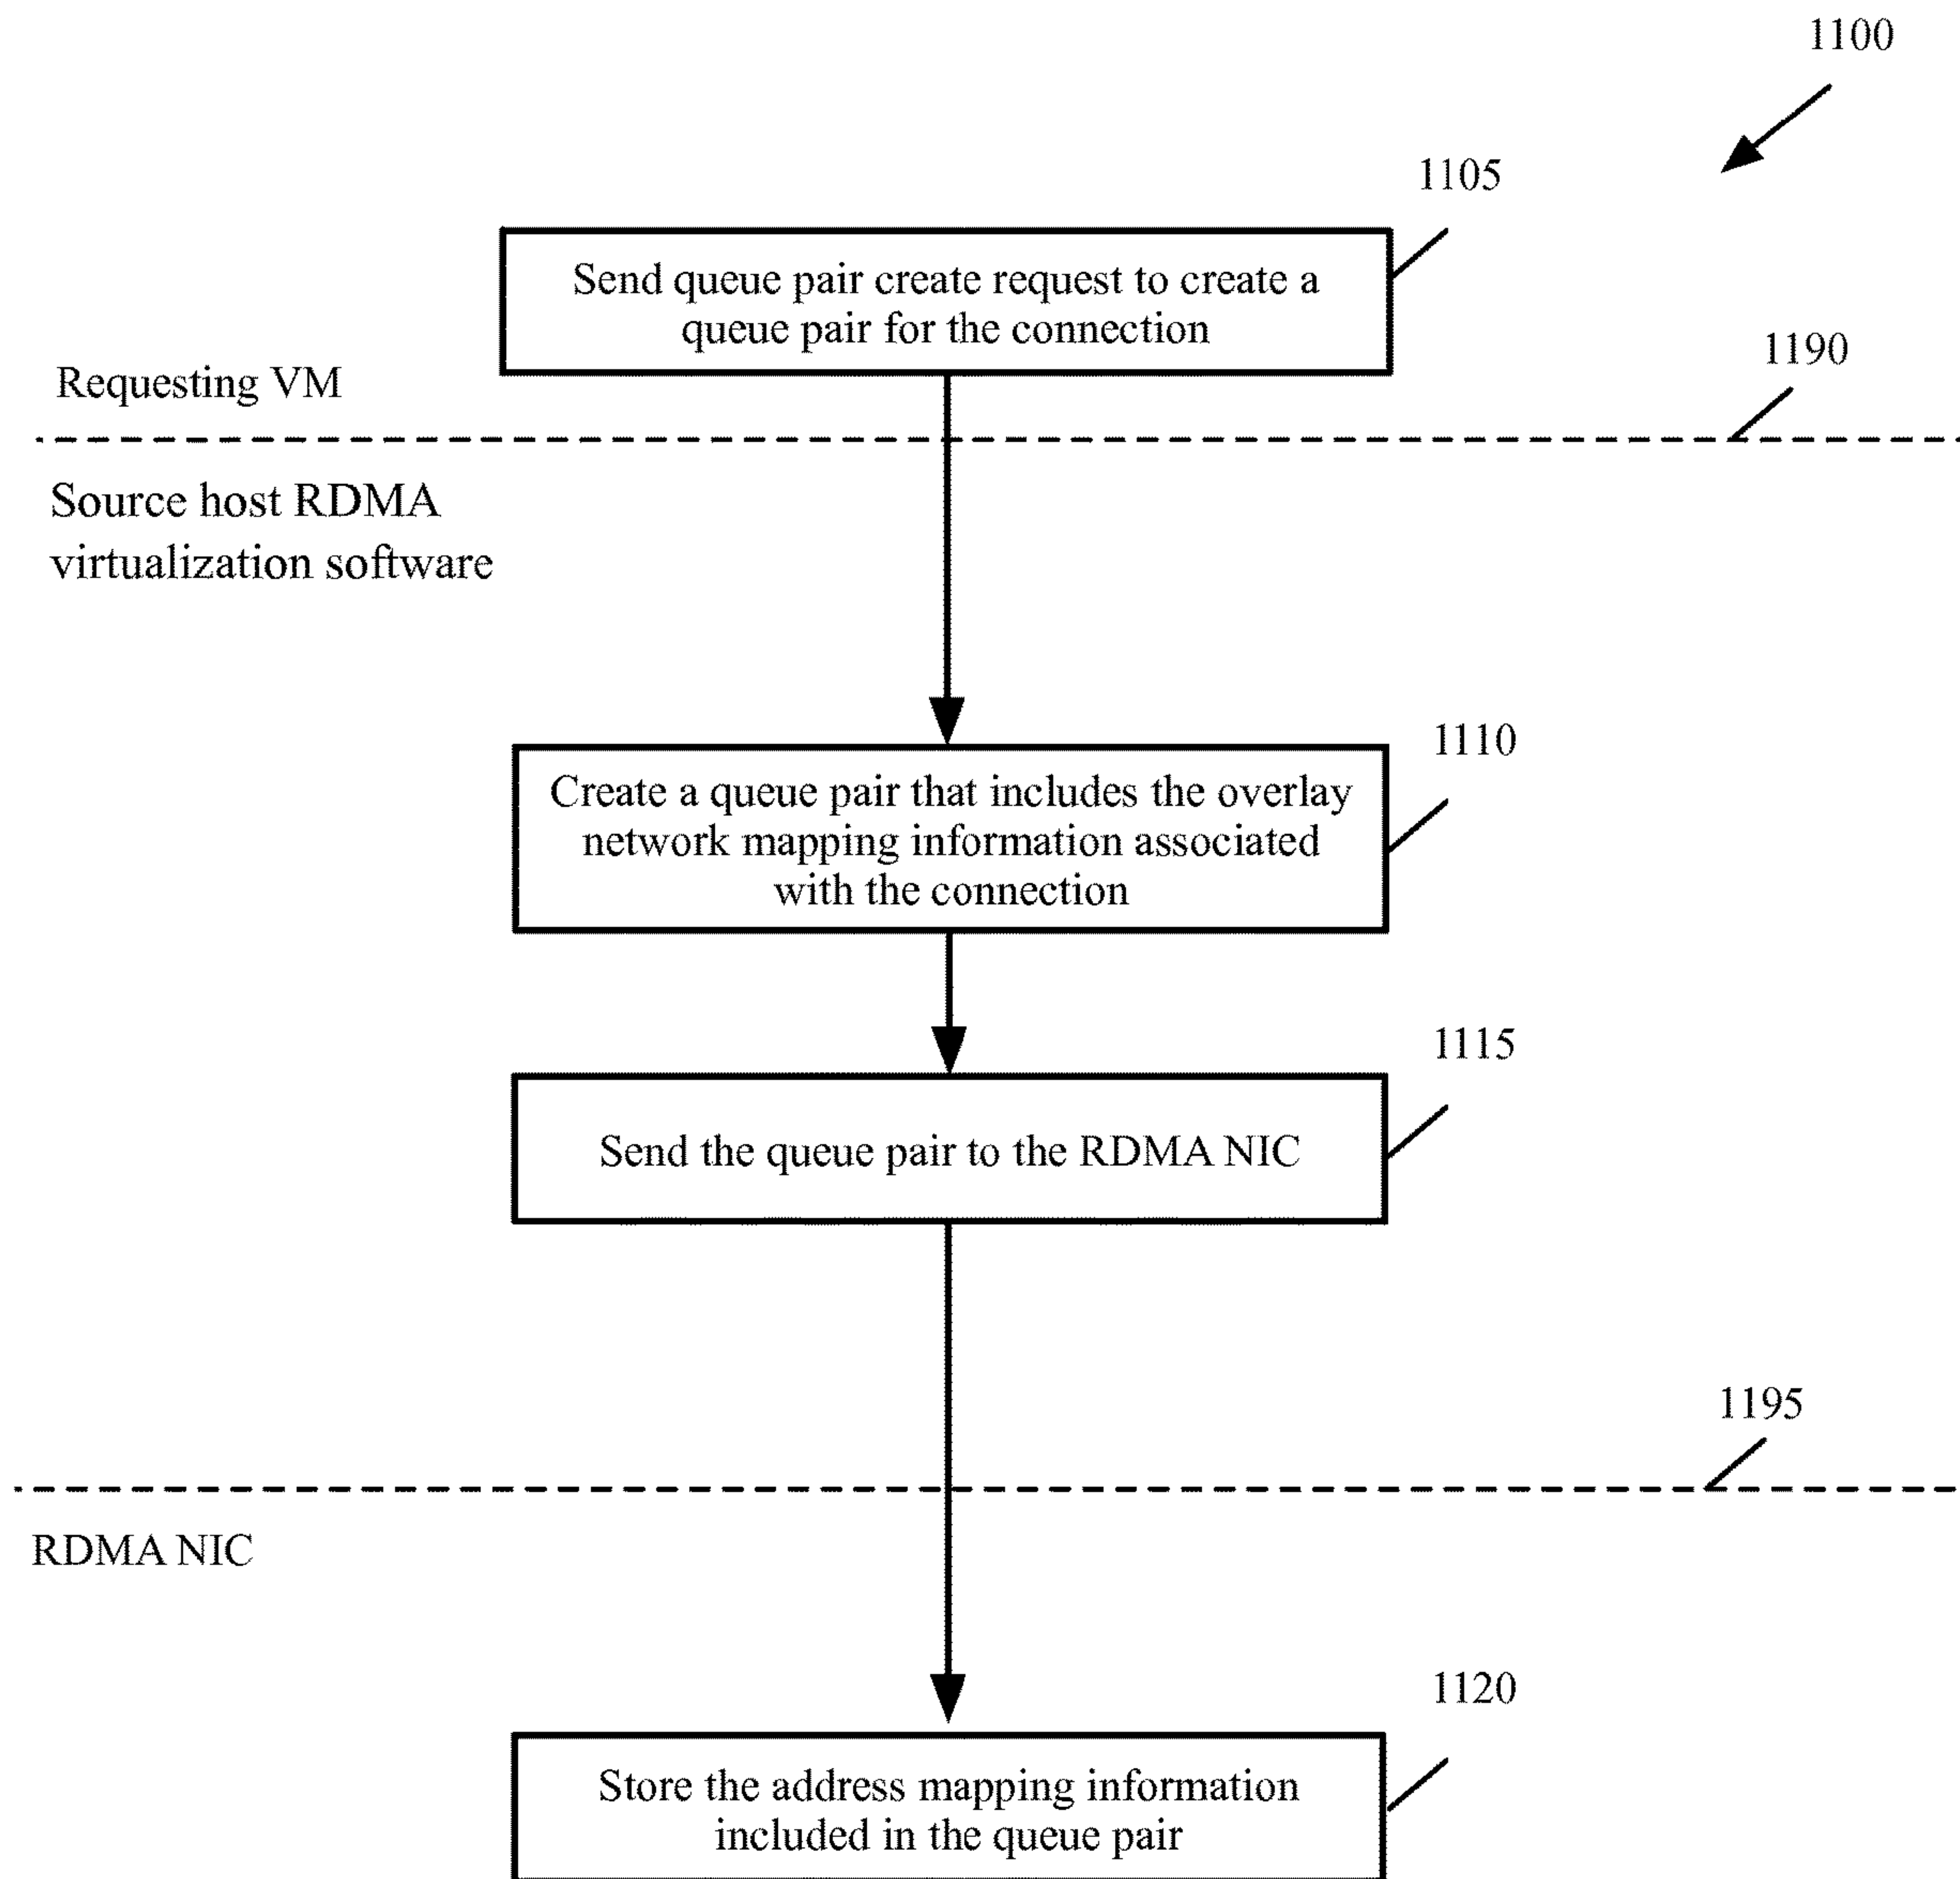 1100
1105
Send queue pair create request to create a
queue pair for the connection
1190
Requesting VM
Source host RDMA
virtualization software
1110
Create a queue pair that includes the overlay
network mapping information associated
with the connection
1115
Send the queue pair to the RDMA NIC
1195
RDMA NIC
1120
Store the address mapping information
included in the queue pair